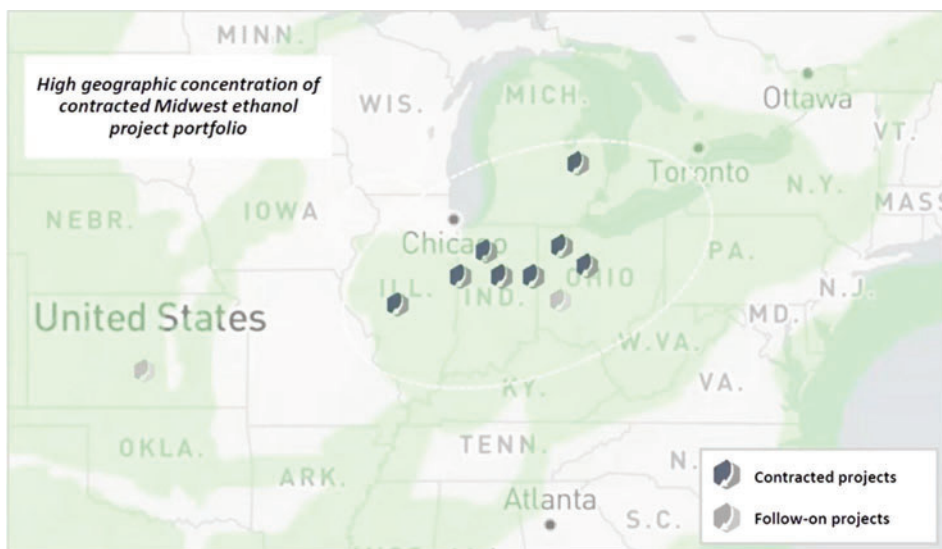 MINN.
High geographic concentration of
contracted Midwest ethanol
project portfolio
WIS.
MICH.
Ottawa
VT.
Toronto
N.Y.
MASS
NEBR.
IOWA
Chicago
PA.
ILL.
IND.
OHIO
N.J.
United States
MD.
W.VA.
VA.
KY.
OKLA.
TENN.
N.
ARK.
Contracted projects
Atlanta
S.C.
Follow-on projects